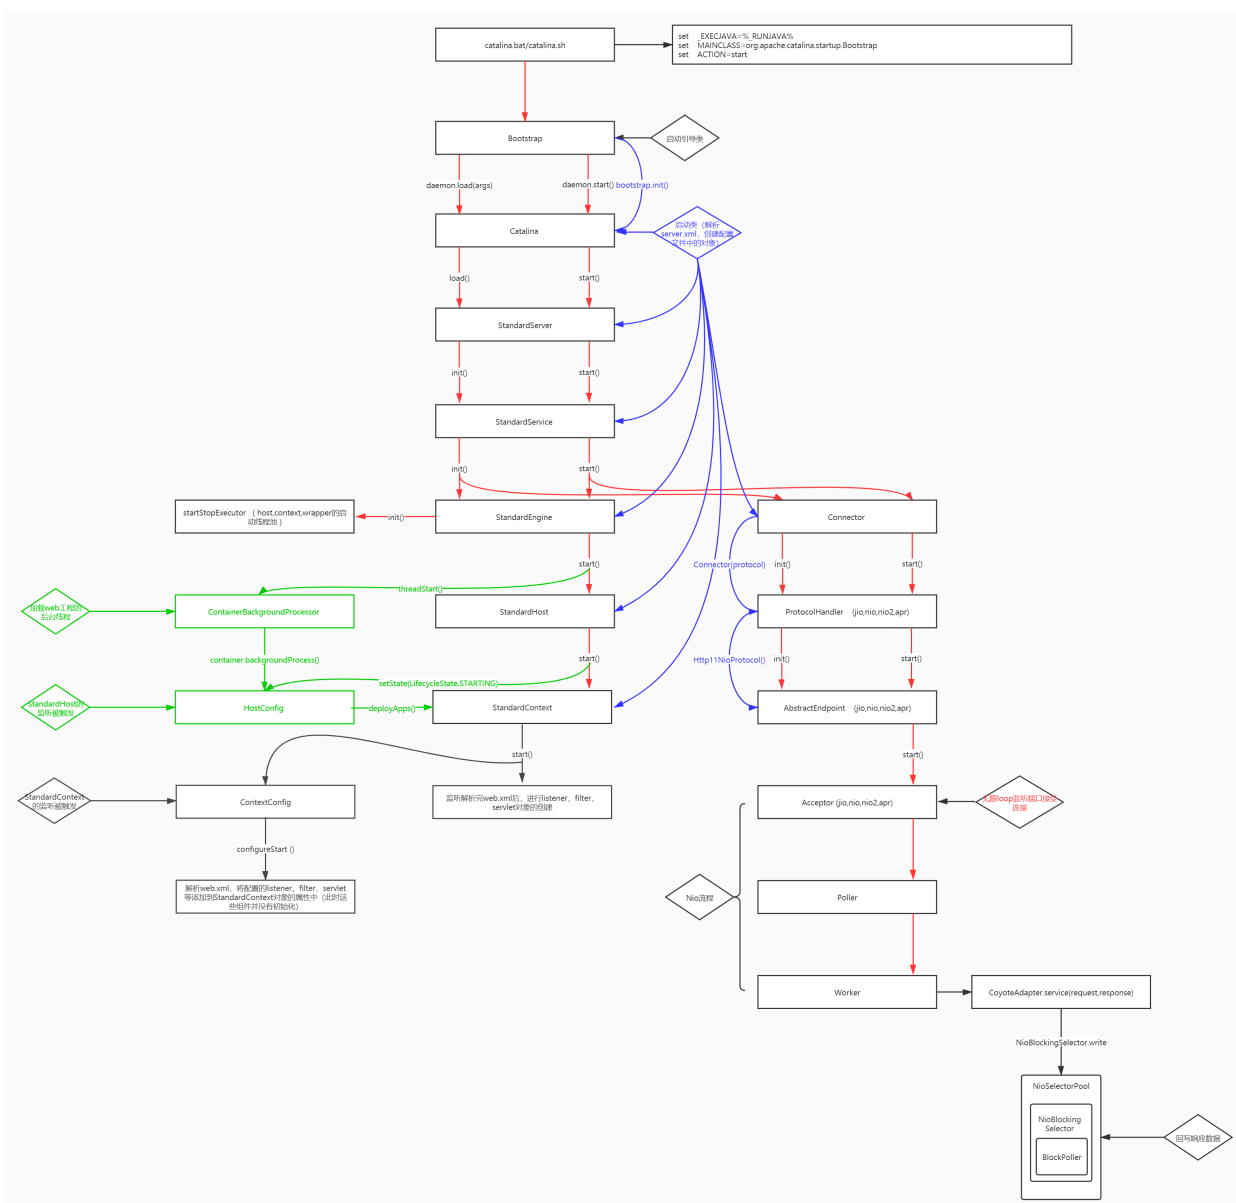 catalina.bat/catalina.sh
set _EXECJAVA=%_RUNJAVA%
set MAINCLASS=org.apache.catalina.startup.Bootstrap
set ACTION=start
Bootstrap
启动引导类
daemon.load(args)
daemon.start()
bootstrap.init()
Catalina
启动类（解析
server.xml，创建配置
文件中的对象）
load()
start()
StandardServer
init()
start()
StandardService
init()
start()
startStopExecutor （ host,context,wrapper的启
动线程池 ）
init()
StandardEngine
Connector
start()
Connector(protocol)
init()
start()
threadStart()
加载web工程的
后台线程
ContainerBackgroundProcessor
StandardHost
ProtocolHandler (jio,nio,nio2,apr)
container.backgroundProcess()
start()
Http11NioProtocol()
init()
start()
setState(LifecycleState.STARTING)
StandardHost的
监听被触发
HostConfig
deployApps()
StandardContext
AbstractEndpoint (jio,nio,nio2,apr)
start()
start()
StandardContext
的监听被触发
ContextConfig
监听解析完web.xml后，进行listener，filter，
servlet对象的创建
Acceptor (jio,nio,nio2,apr)
无限loop监听端口接受
连接
configureStart ()
解析web.xml，将配置的listener，filter，servlet
等添加到StandardContext对象的属性中（此时这
些组件并没有初始化）
Nio流程
Poller
Worker
CoyoteAdapter.service(request,response)
NioBlockingSelector.write
NioSelectorPool
NioBlocking
Selector
BlockPoller
回写响应数据